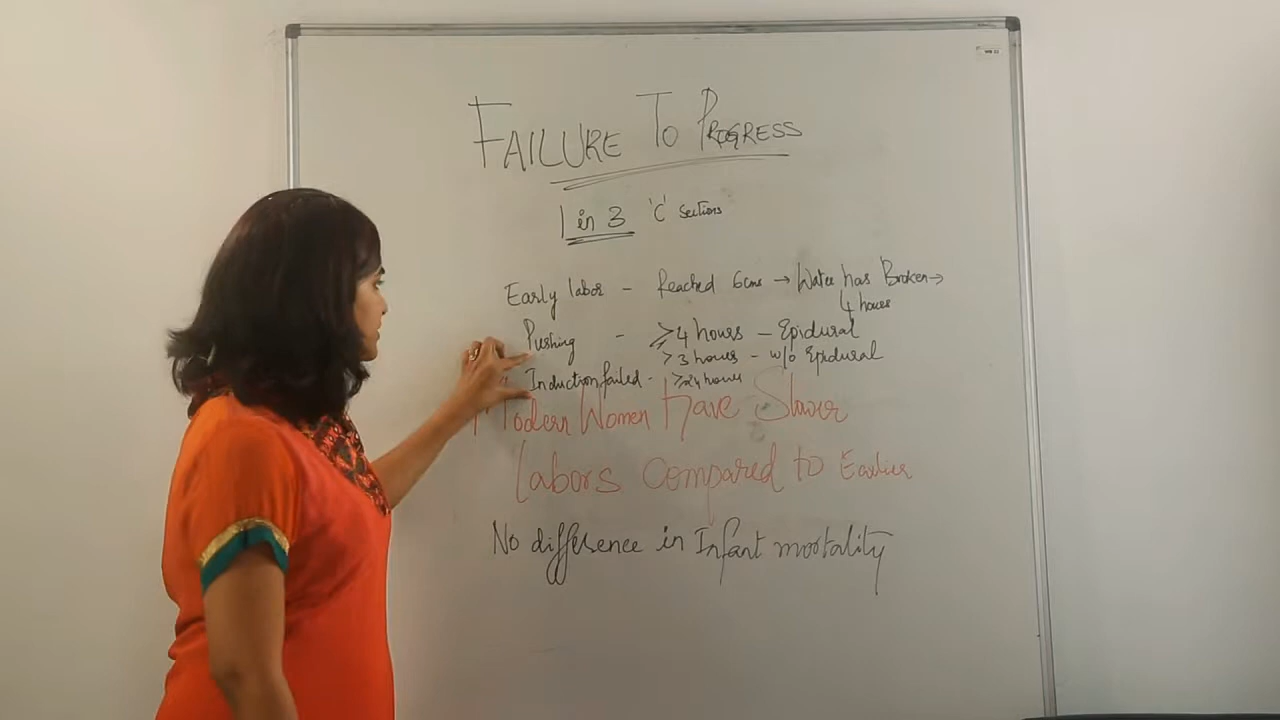 FAILURE TO PROGRESS
1 in 3 'C' Sections
Early labor - Reached 6cms → Water has Broken →
4 hours
Pushing - ≥4 hours - Epidural
>3 hours - w/o Epidural
Induction failed - ≥24 hours
Modern Women Have Slower
labors compared to Earlier
No difference in Infant mortality